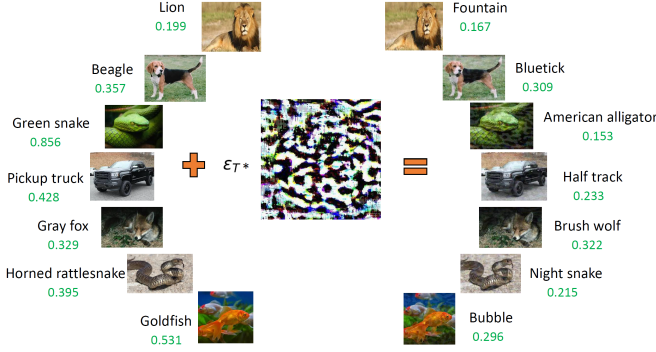 Lion
0.199
Beagle
0.357
Green snake
0.856
Pickup truck
0.428
Gray fox
0.329
Horned rattlesnake
0.395
Goldfish
0.531
+ ε_T* =
Fountain
0.167
Bluetick
0.309
American alligator
0.153
Half track
0.233
Brush wolf
0.322
Night snake
0.215
Bubble
0.296